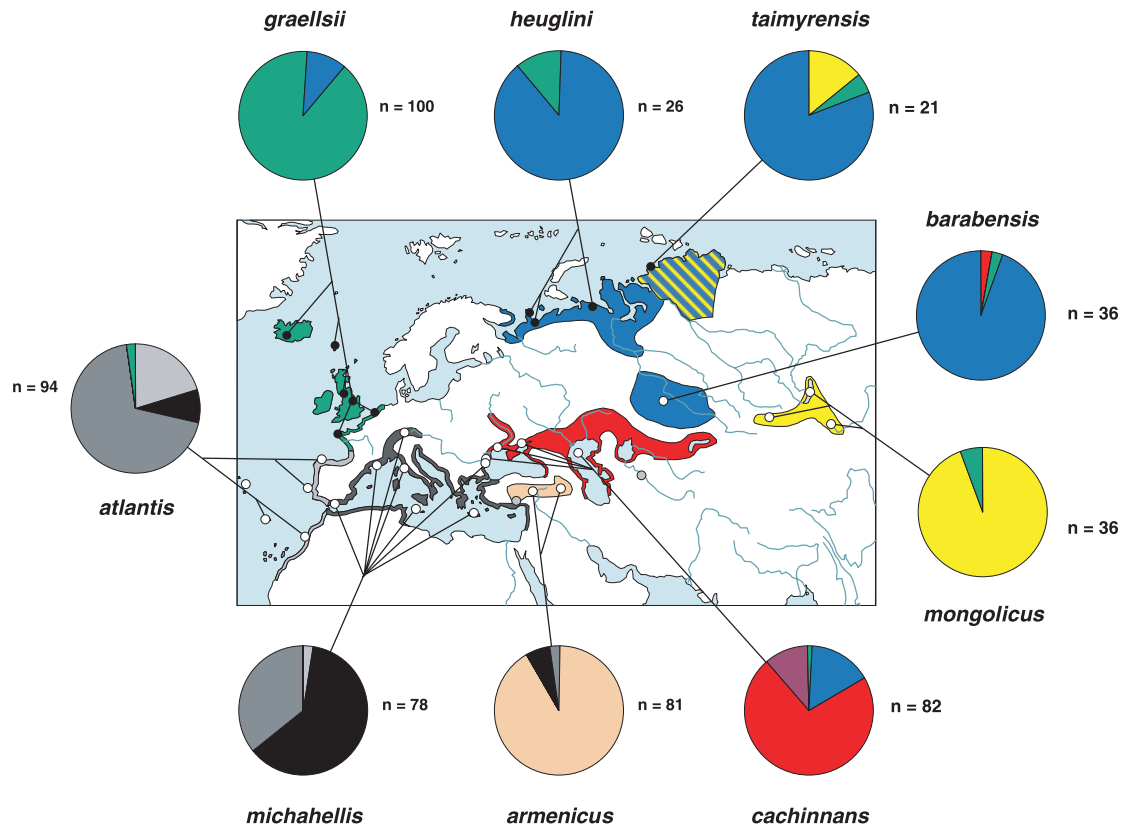 graellsii
heuglini
taimyrensis
n = 100
n = 26
n = 21
barabensis
n = 36
n = 94
atlantis
n = 36
mongolicus
n = 78
n = 81
n = 82
michahellis
armenicus
cachinnans